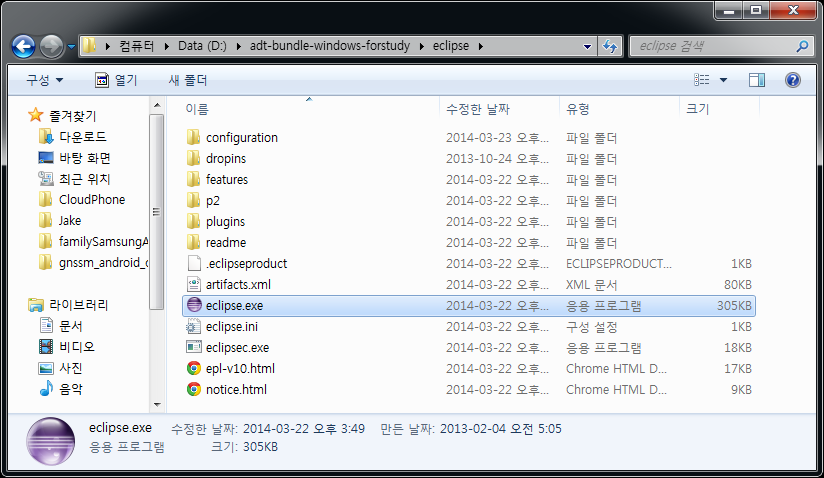 컴퓨터 ▸ Data (D:) ▸ adt-bundle-windows-forstudy ▸ eclipse ▸
eclipse 검색
구성 열기 새 폴더
이름 수정한 날짜 유형 크기
즐겨찾기
다운로드
바탕 화면
최근 위치
CloudPhone
Jake
familySamsungA
gnssm_android_c
라이브러리
문서
비디오
사진
음악
configuration 2014-03-23 오후... 파일 폴더
dropins 2013-10-24 오후... 파일 폴더
features 2014-03-22 오후... 파일 폴더
p2 2014-03-22 오후... 파일 폴더
plugins 2014-03-22 오후... 파일 폴더
readme 2014-03-22 오후... 파일 폴더
.eclipseproduct 2014-03-22 오후... ECLIPSEPRODUCT... 1KB
artifacts.xml 2014-03-22 오후... XML 문서 80KB
eclipse.exe 2014-03-22 오후... 응용 프로그램 305KB
eclipse.ini 2014-03-22 오후... 구성 설정 1KB
eclipsec.exe 2014-03-22 오후... 응용 프로그램 18KB
epl-v10.html 2014-03-22 오후... Chrome HTML D... 17KB
notice.html 2014-03-22 오후... Chrome HTML D... 9KB
eclipse.exe 수정한 날짜: 2014-03-22 오후 3:49 만든 날짜: 2013-02-04 오전 5:05
응용 프로그램 크기: 305KB